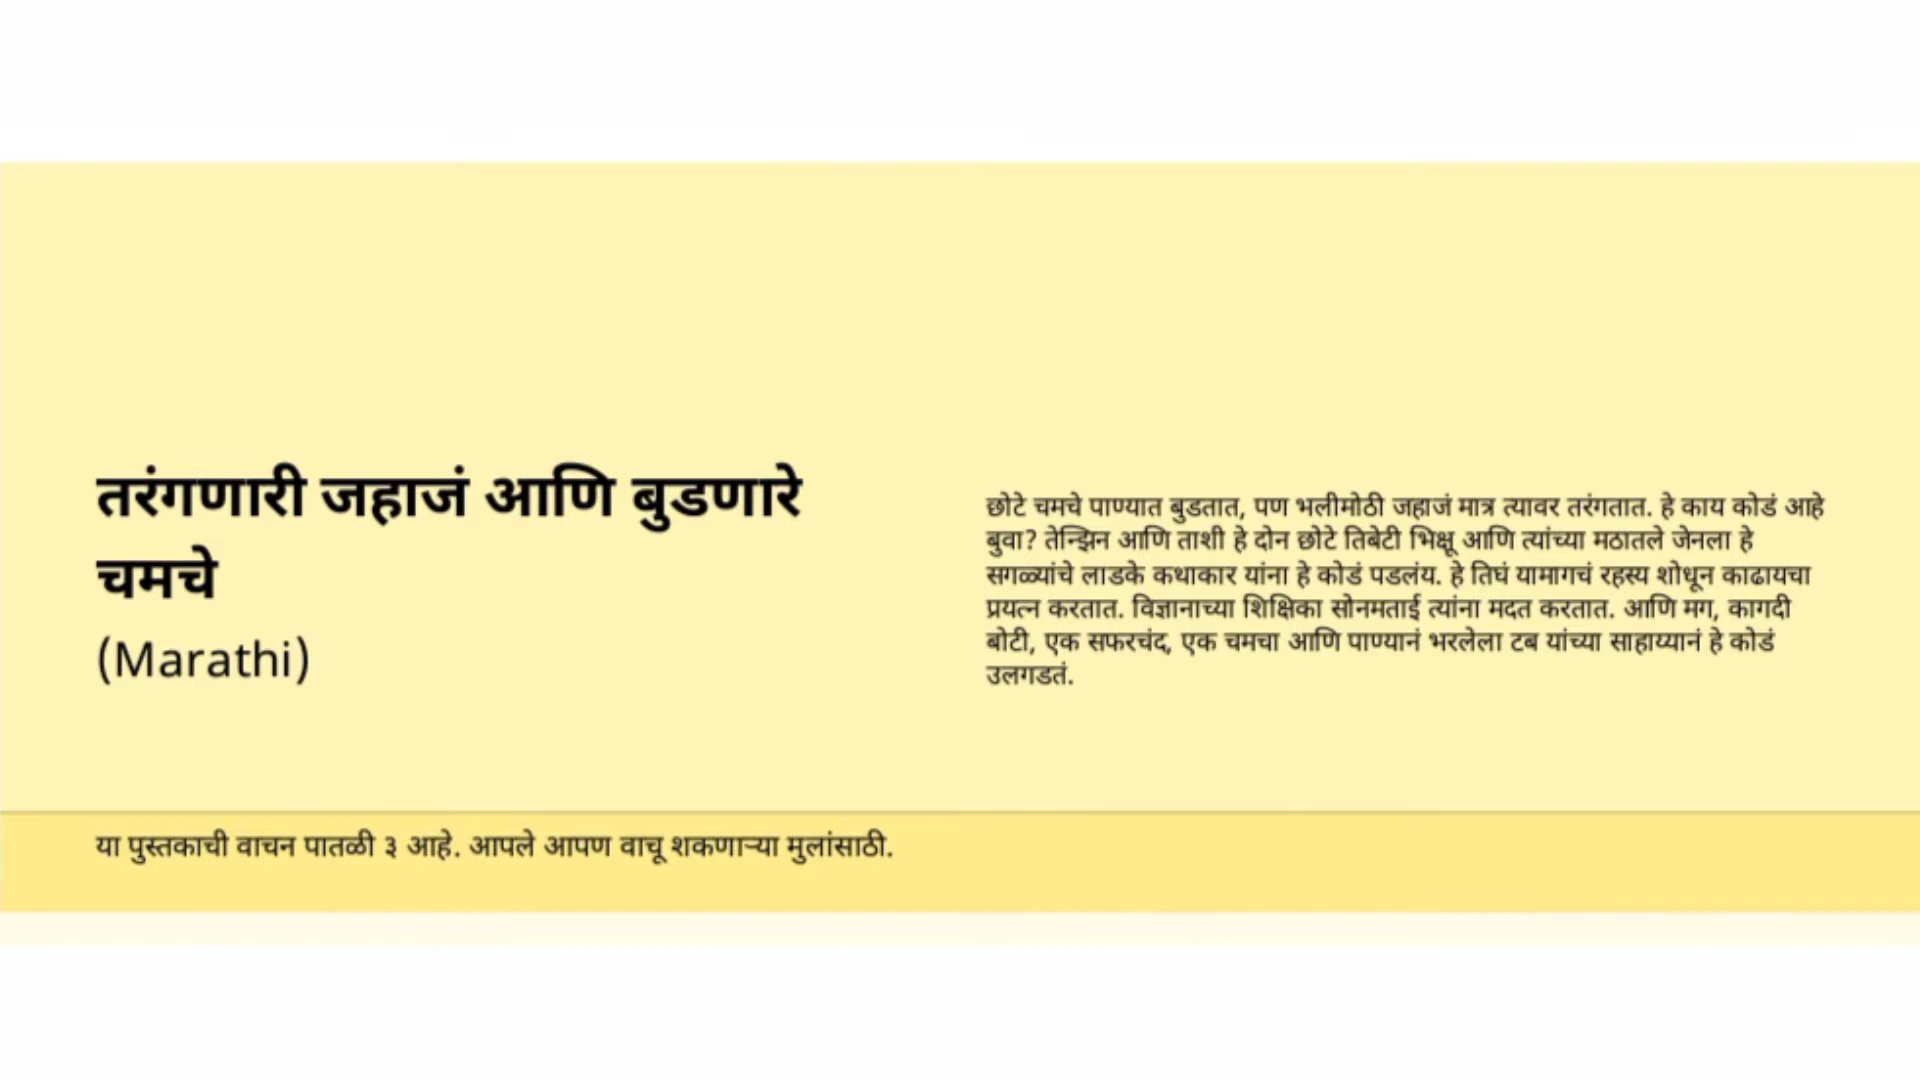 तरंगणारी जहाजं आणि बुडणारे
चमचे
(Marathi)
छोटे चमचे पाण्यात बुडतात, पण भलीमोठी जहाजं मात्र त्यावर तरंगतात. हे काय कोडं आहे
बुवा? तेन्झिन आणि ताशी हे दोन छोटे तिबेटी भिक्षू आणि त्यांच्या मठातले जेनला हे
सगळ्यांचे लाडके कथाकार यांना हे कोडं पडलंय. हे तिघं यामागचं रहस्य शोधून काढायचा
प्रयत्न करतात. विज्ञानाच्या शिक्षिका सोनमताई त्यांना मदत करतात. आणि मग, कागदी
बोटी, एक सफरचंद, एक चमचा आणि पाण्यानं भरलेला टब यांच्या साहाय्यानं हे कोडं
उलगडतं.
या पुस्तकाची वाचन पातळी ३ आहे. आपले आपण वाचू शकणाऱ्या मुलांसाठी.